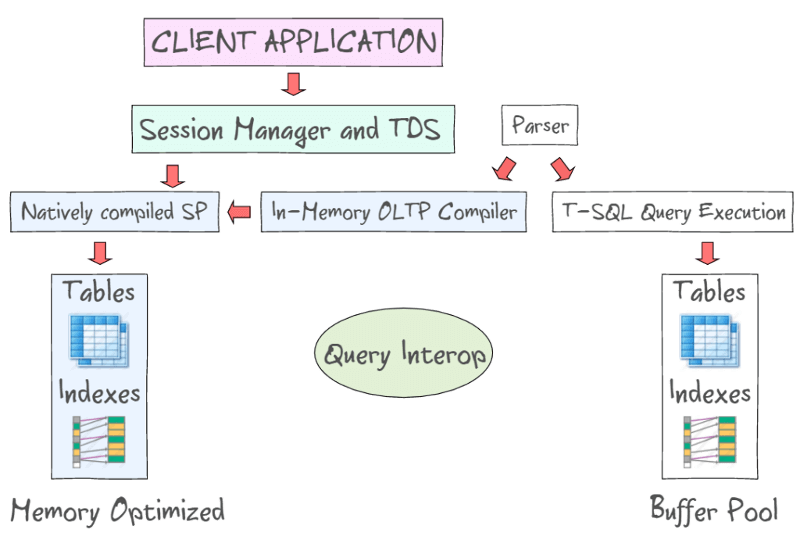 CLIENT APPLICATION
Session Manager and TDS
Parser
Natively compiled SP
In-Memory OLTP Compiler
T-SQL Query Execution
Tables
Indexes
Memory Optimized
Query Interop
Tables
Indexes
Buffer Pool